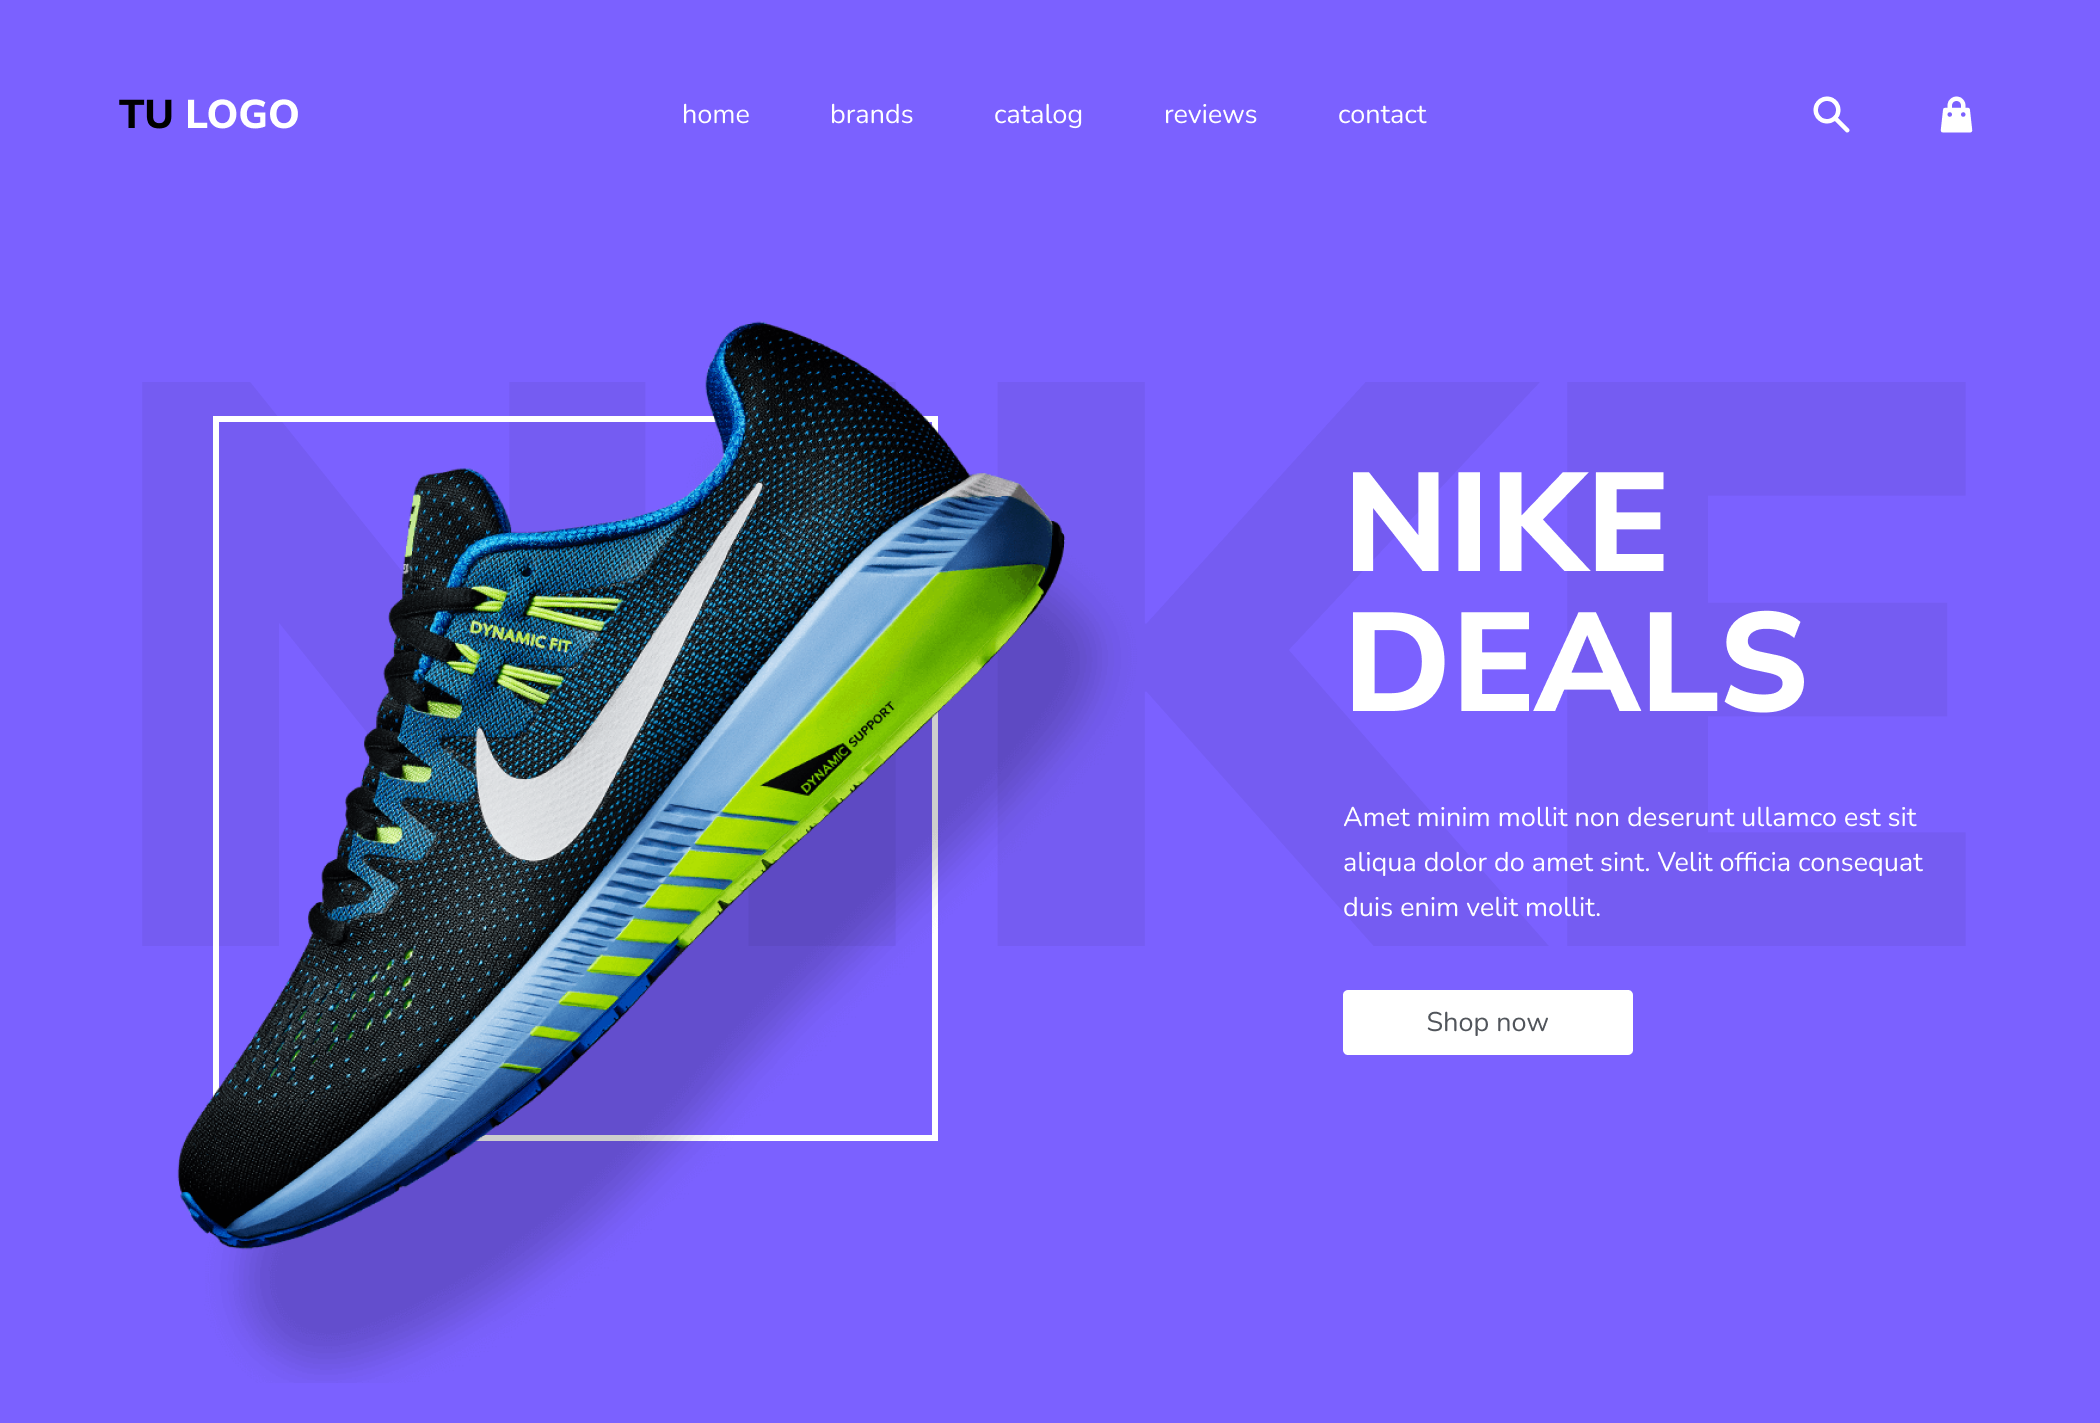 TU LOGO
home brands catalog reviews contact
NIKE
NIKE
DEALS
DYNAMIC FIT
DYNAMIC SUPPORT
Amet minim mollit non deserunt ullamco est sit
aliqua dolor do amet sint. Velit officia consequat
duis enim velit mollit.
Shop now